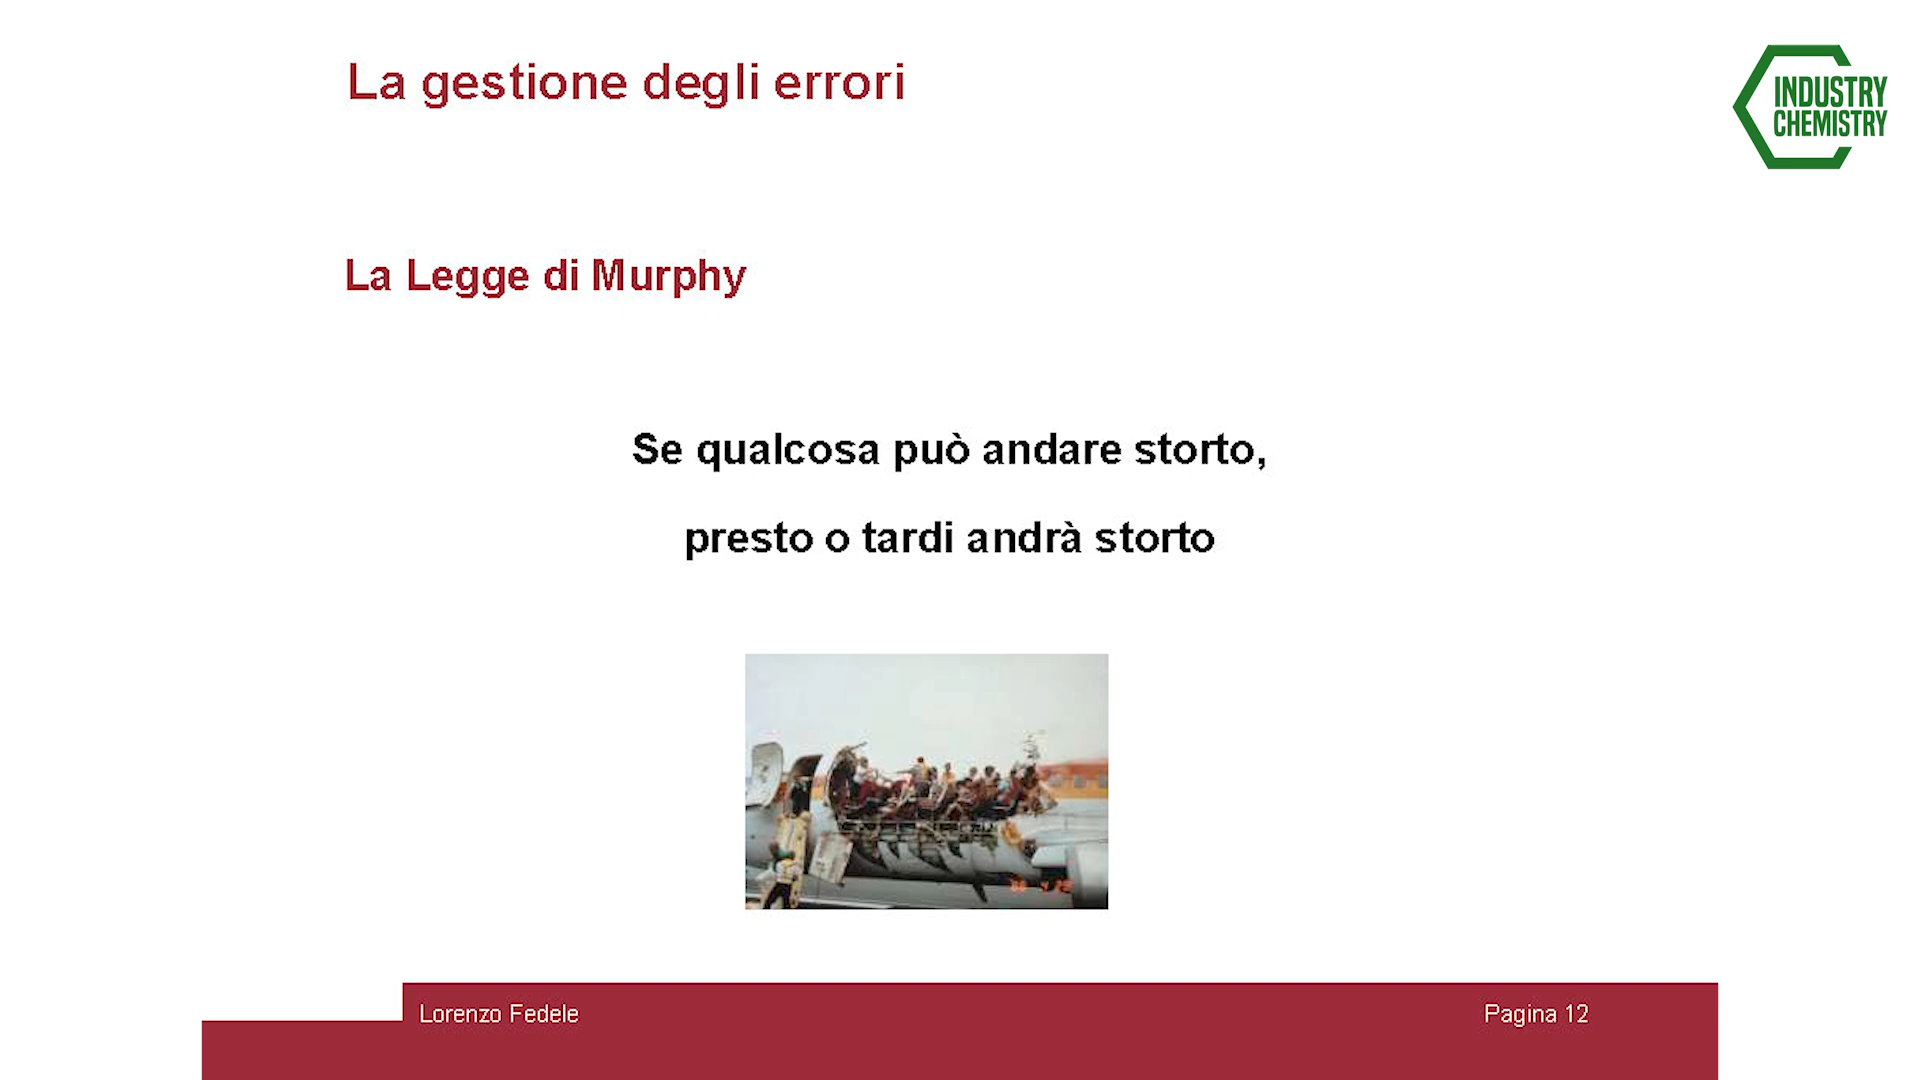 La gestione degli errori
INDUSTRY
CHEMISTRY
La Legge di Murphy
Se qualcosa può andare storto,
presto o tardi andrà storto
Lorenzo Fedele
Pagina 12